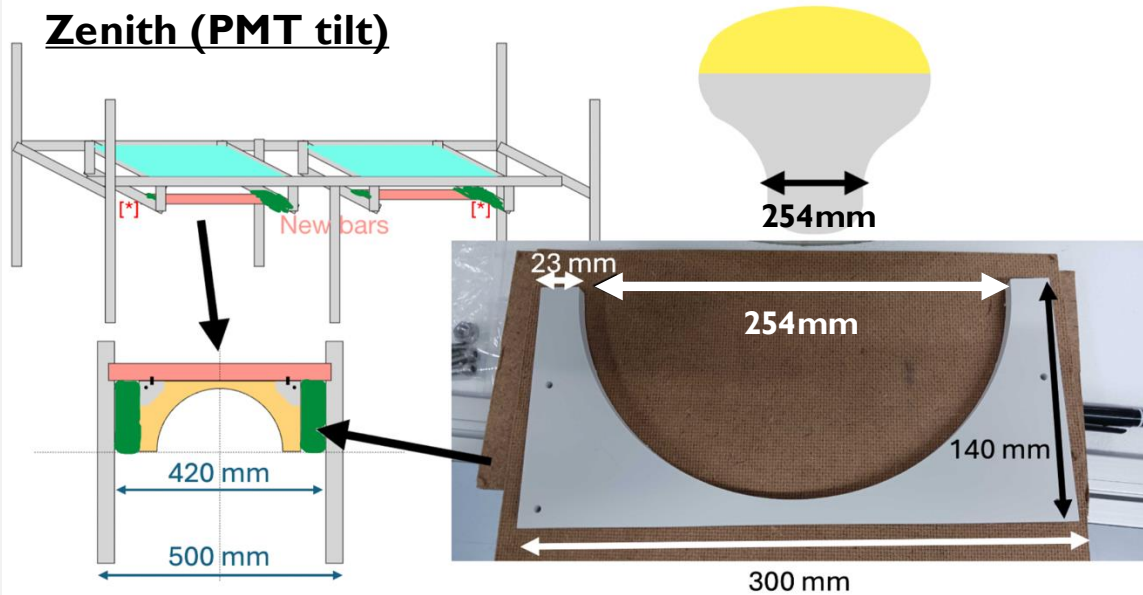 Zenith (PMT tilt)
[*]
[*]
New bars
254mm
23 mm
254mm
140 mm
420 mm
500 mm
300 mm